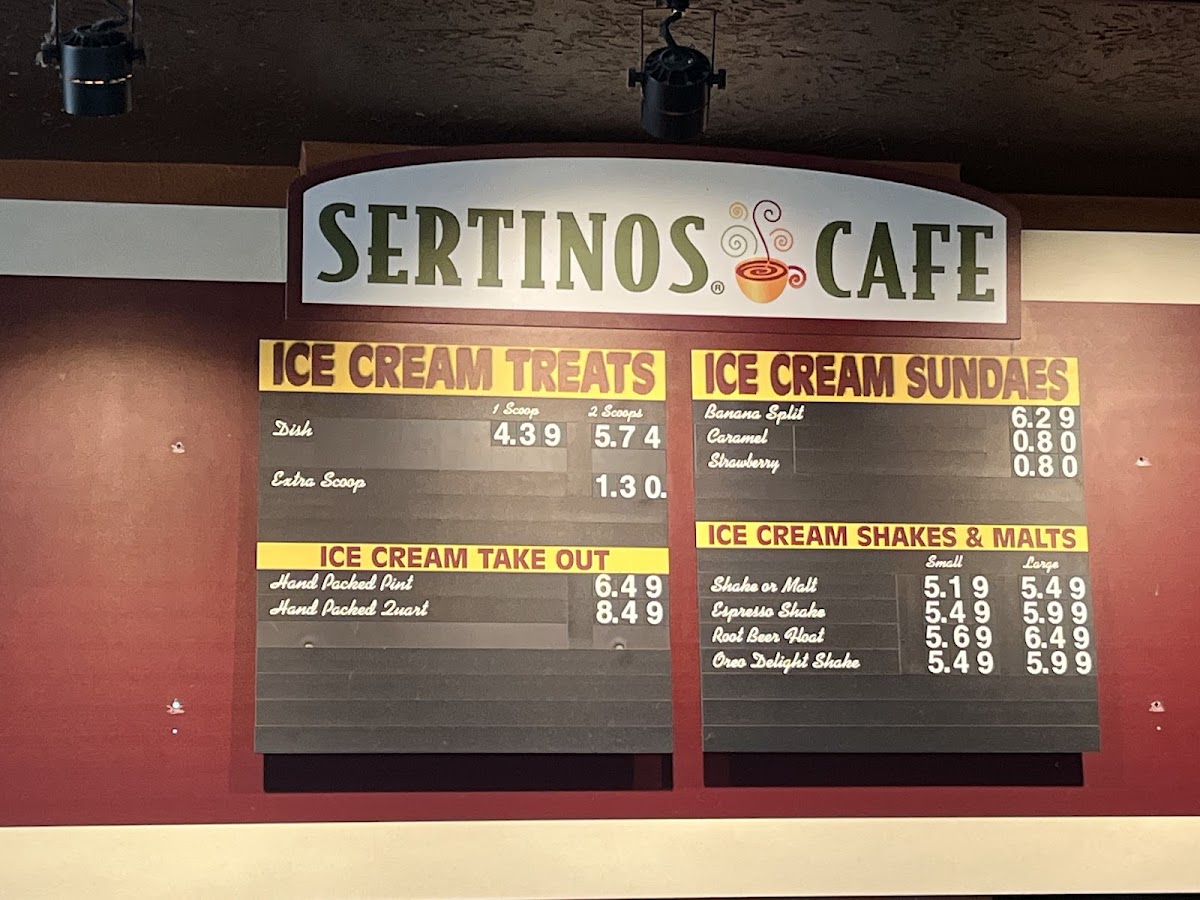 SERTINOS® CAFE
ICE CREAM TREATS
1 Scoop 2 Scoops
Dish 4.39 5.74
Extra Scoop 1.30.
ICE CREAM TAKE OUT
Hand Packed Pint 6.49
Hand Packed Quart 8.49
ICE CREAM SUNDAES
Banana Split 6.29
Caramel 0.80
Strawberry 0.80
ICE CREAM SHAKES & MALTS
Small Large
Shake or Malt 5.19 5.49
Espresso Shake 5.49 5.99
Root Beer Float 5.69 6.49
Oreo Delight Shake 5.49 5.99